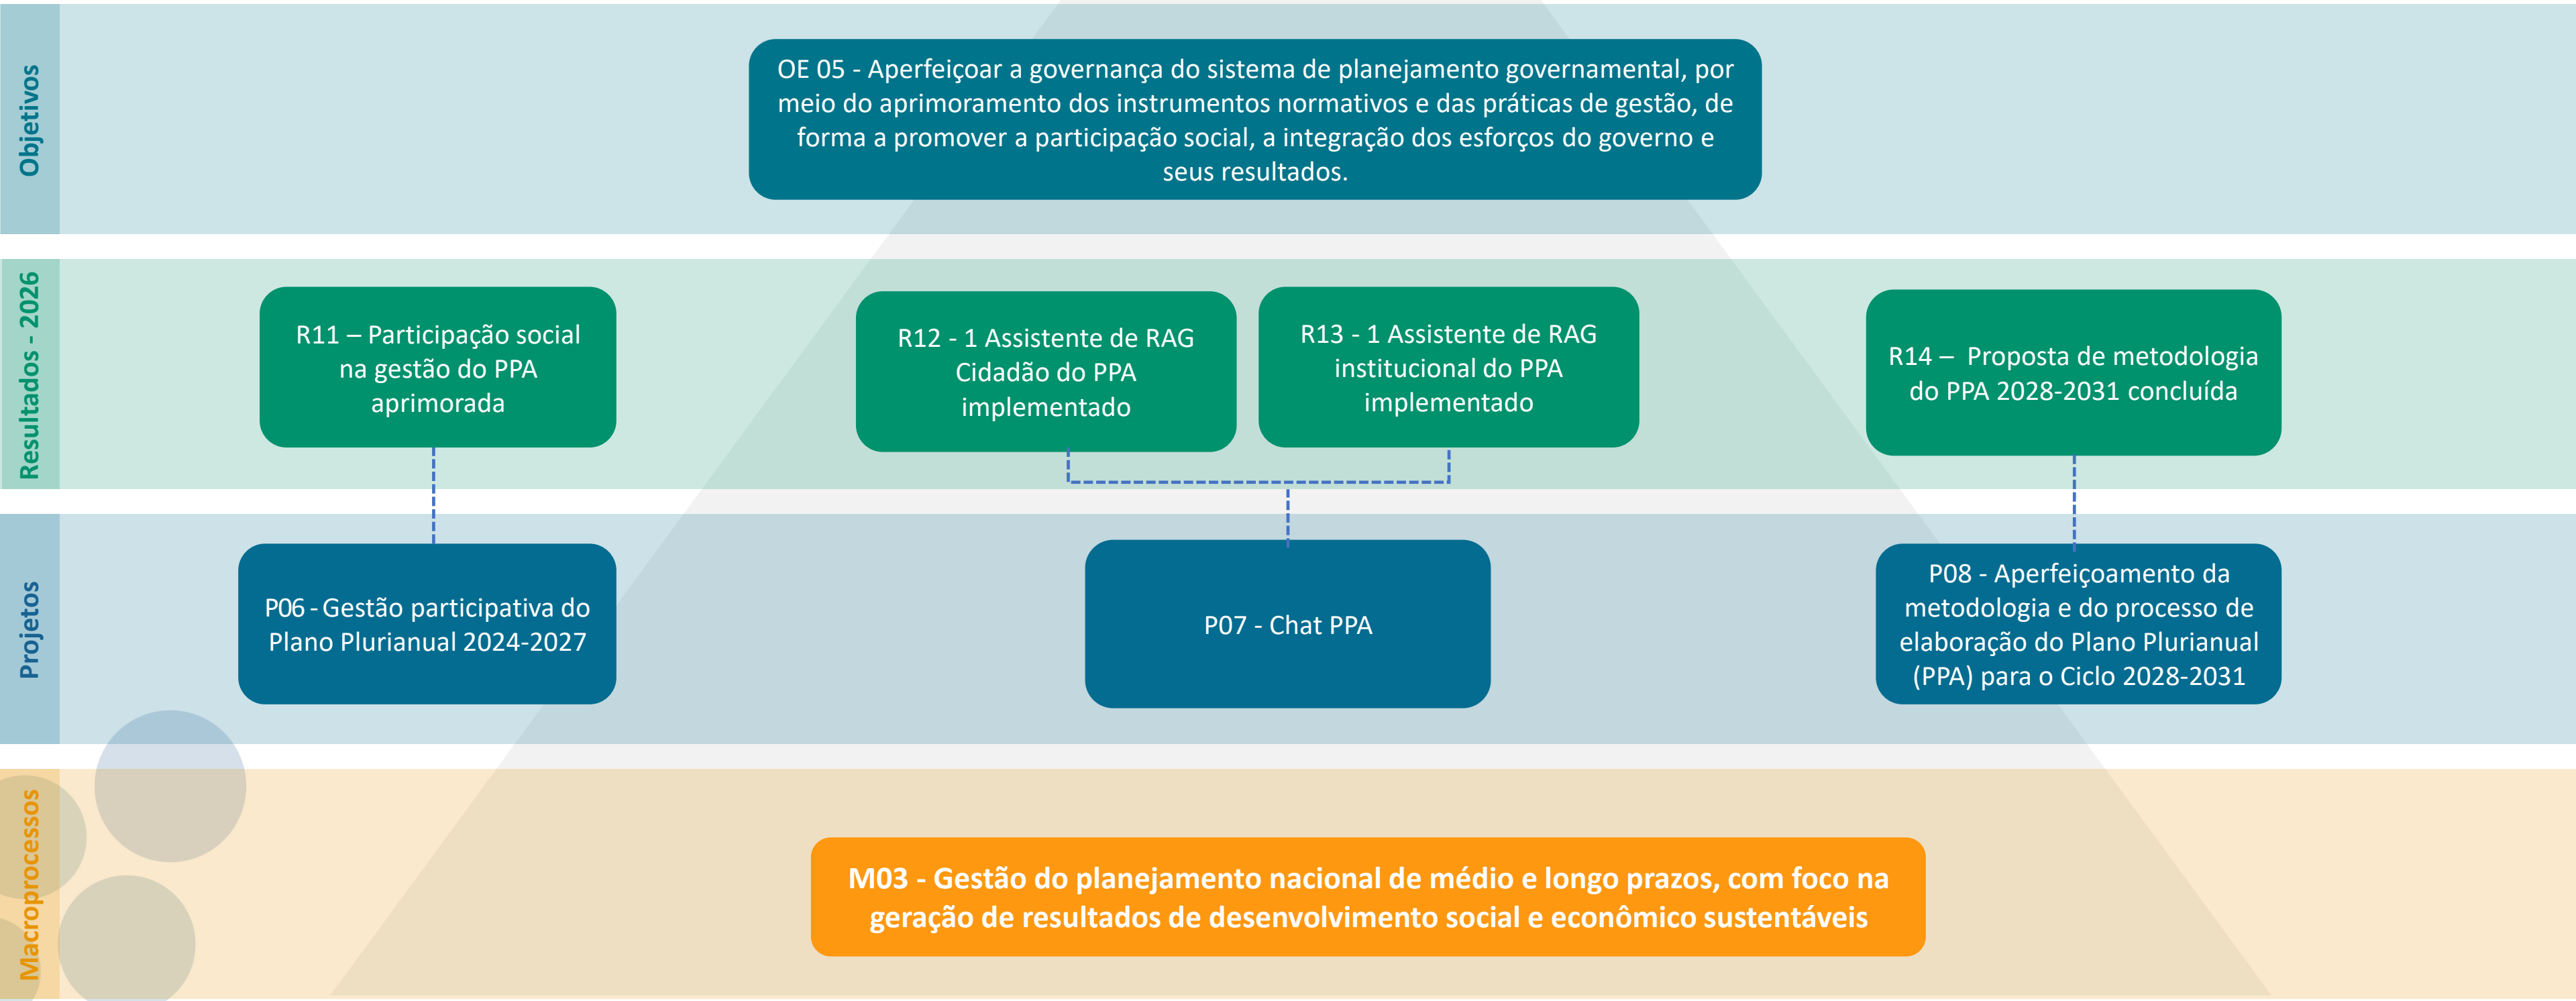 Objetivos
OE 05 - Aperfeiçoar a governança do sistema de planejamento governamental, por
meio do aprimoramento dos instrumentos normativos e das práticas de gestão, de
forma a promover a participação social, a integração dos esforços do governo e
seus resultados.
Resultados - 2026
R11 – Participação social
na gestão do PPA
aprimorada
R12 - 1 Assistente de RAG
Cidadão do PPA
implementado
R13 - 1 Assistente de RAG
institucional do PPA
implementado
R14 – Proposta de metodologia
do PPA 2028-2031 concluída
Projetos
P06 - Gestão participativa do
Plano Plurianual 2024-2027
P07 - Chat PPA
P08 - Aperfeiçoamento da
metodologia e do processo de
elaboração do Plano Plurianual
(PPA) para o Ciclo 2028-2031
Macroprocessos
M03 - Gestão do planejamento nacional de médio e longo prazos, com foco na
geração de resultados de desenvolvimento social e econômico sustentáveis